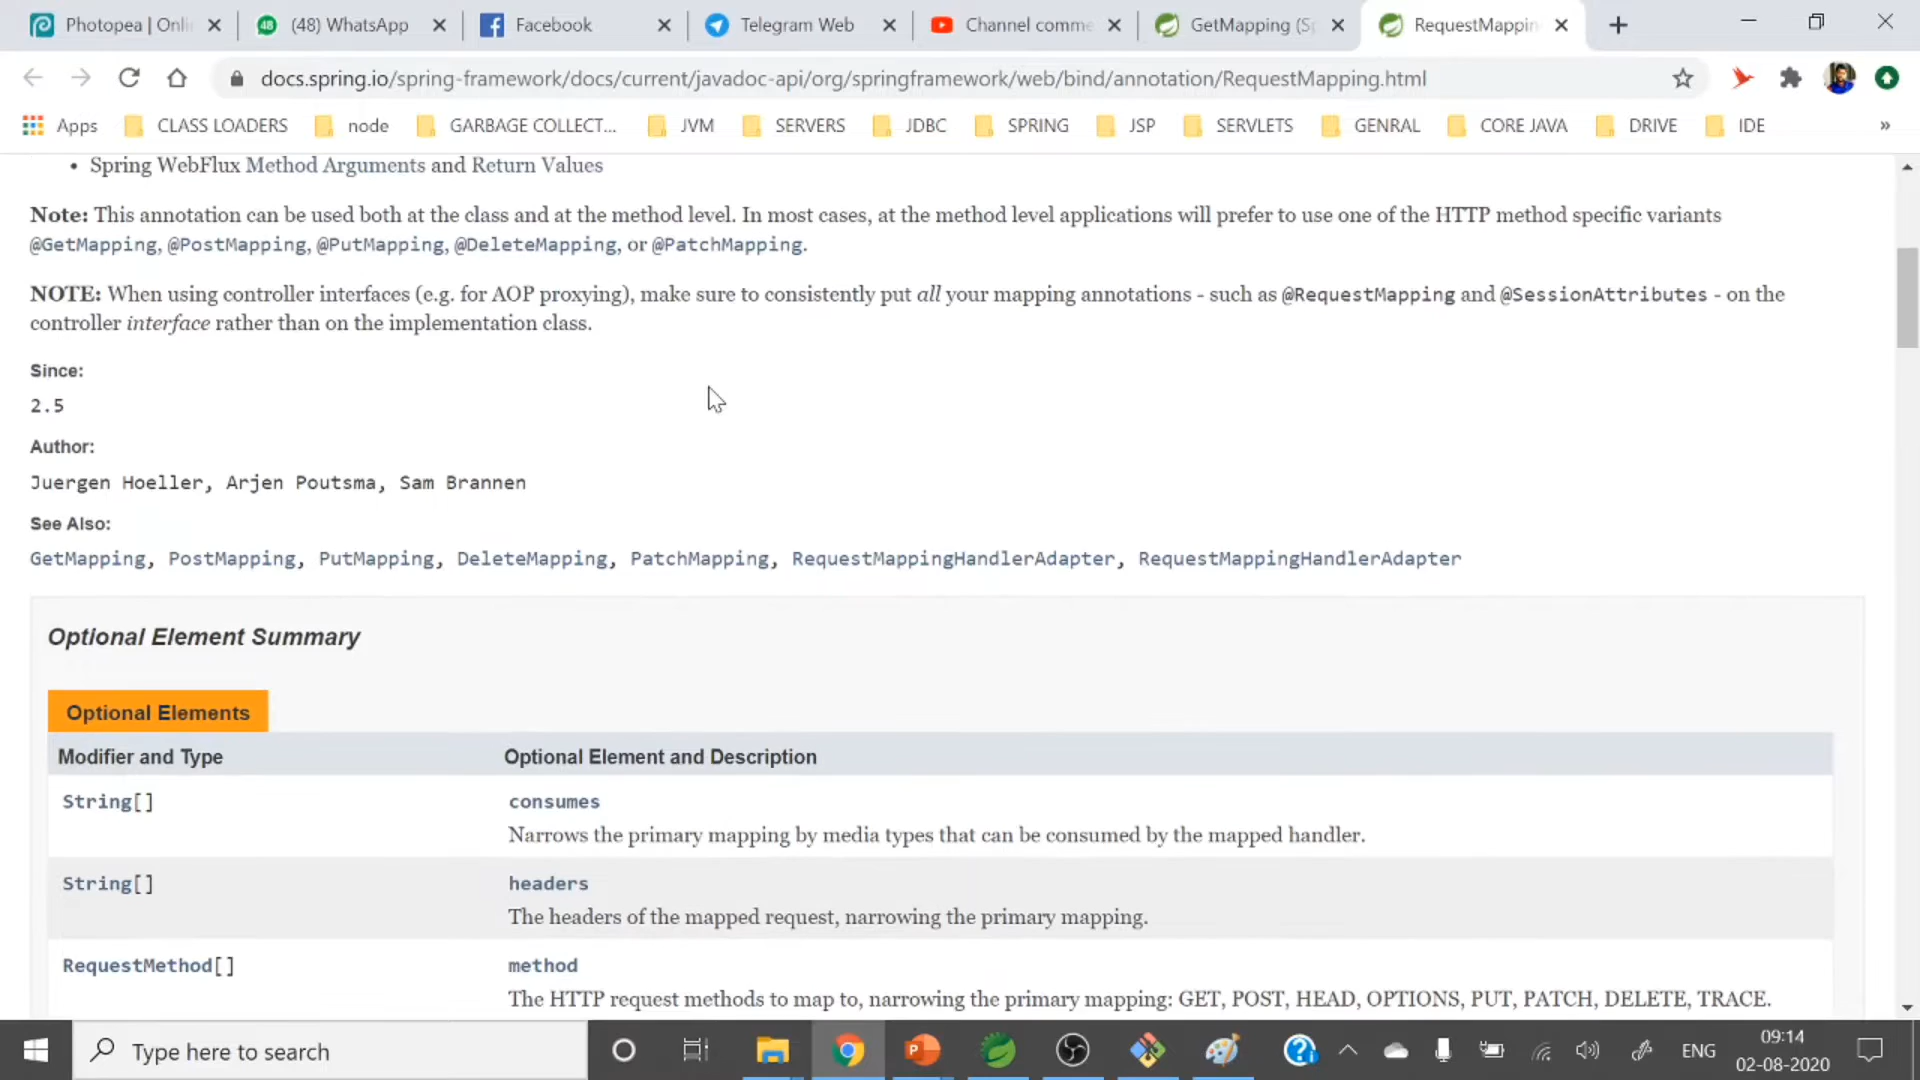 Photopea | Onli
(48) WhatsApp
Facebook
Telegram Web
Channel comme
GetMapping (Sp
RequestMappin
docs.spring.io/spring-framework/docs/current/javadoc-api/org/springframework/web/bind/annotation/RequestMapping.html
Apps
CLASS LOADERS
node
GARBAGE COLLECT...
JVM
SERVERS
JDBC
SPRING
JSP
SERVLETS
GENRAL
CORE JAVA
DRIVE
IDE
»
• Spring WebFlux Method Arguments and Return Values
Note: This annotation can be used both at the class and at the method level. In most cases, at the method level applications will prefer to use one of the HTTP method specific variants
@GetMapping, @PostMapping, @PutMapping, @DeleteMapping, or @PatchMapping.
NOTE: When using controller interfaces (e.g. for AOP proxying), make sure to consistently put all your mapping annotations - such as @RequestMapping and @SessionAttributes - on the
controller interface rather than on the implementation class.
Since:
2.5
Author:
Juergen Hoeller, Arjen Poutsma, Sam Brannen
See Also:
GetMapping, PostMapping, PutMapping, DeleteMapping, PatchMapping, RequestMappingHandlerAdapter, RequestMappingHandlerAdapter
Optional Element Summary
Optional Elements
Modifier and Type
Optional Element and Description
String[]
consumes
Narrows the primary mapping by media types that can be consumed by the mapped handler.
String[]
headers
The headers of the mapped request, narrowing the primary mapping.
RequestMethod[]
method
The HTTP request methods to map to, narrowing the primary mapping: GET, POST, HEAD, OPTIONS, PUT, PATCH, DELETE, TRACE.
Type here to search
ENG
09:14
02-08-2020